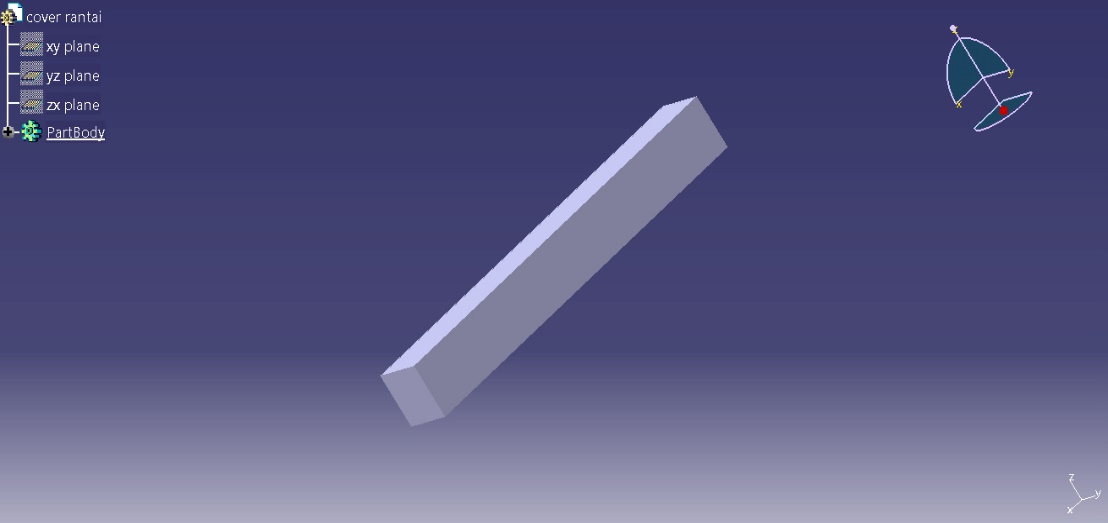 cover rantai
xy plane
yz plane
zx plane
PartBody
y
x
z
y
x